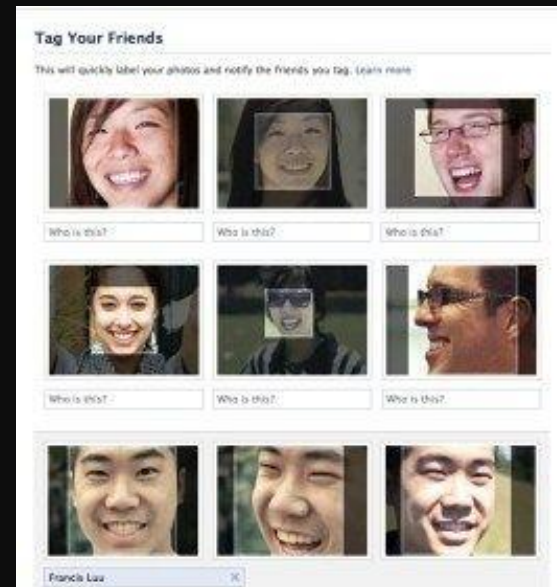 Tag Your Friends
This will quickly label your photos and notify the friends you tag. Learn more
Who is this?
Who is this?
Who is this?
Who is this?
Who is this?
Who is this?
Francis Luu